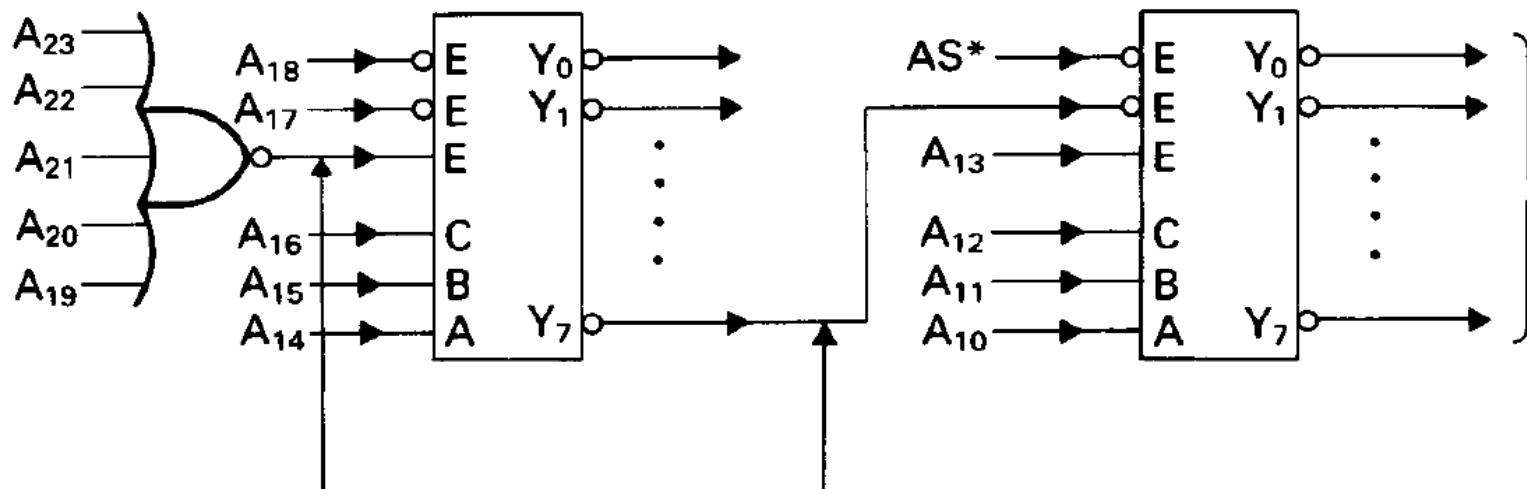 A₂₃
A₂₂
A₂₁
A₂₀
A₁₉
A₁₈ E Y₀
A₁₇ E Y₁
E
A₁₆ C
A₁₅ B
A₁₄ A Y₇
AS* E Y₀
E Y₁
A₁₃ E
A₁₂ C
A₁₁ B
A₁₀ A Y₇